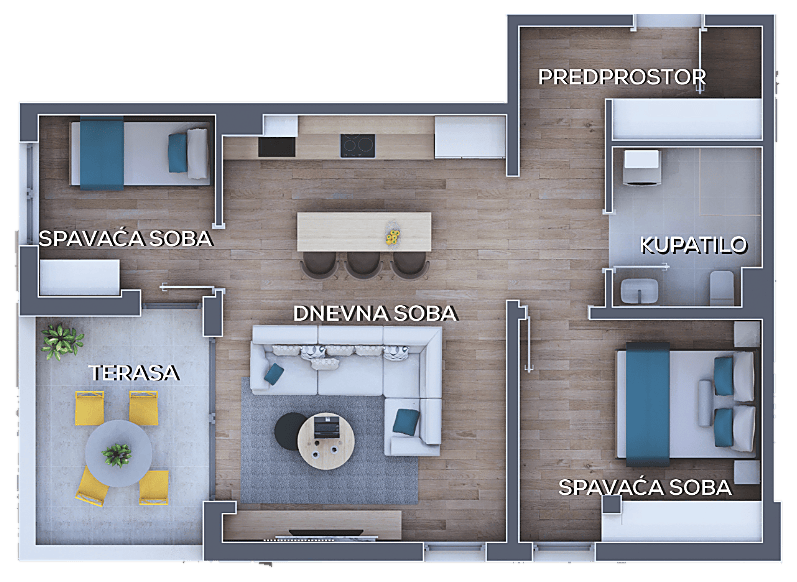 PREDPROSTOR
SPAVAĆA SOBA
KUPATILO
DNEVNA SOBA
TERASA
SPAVAĆA SOBA